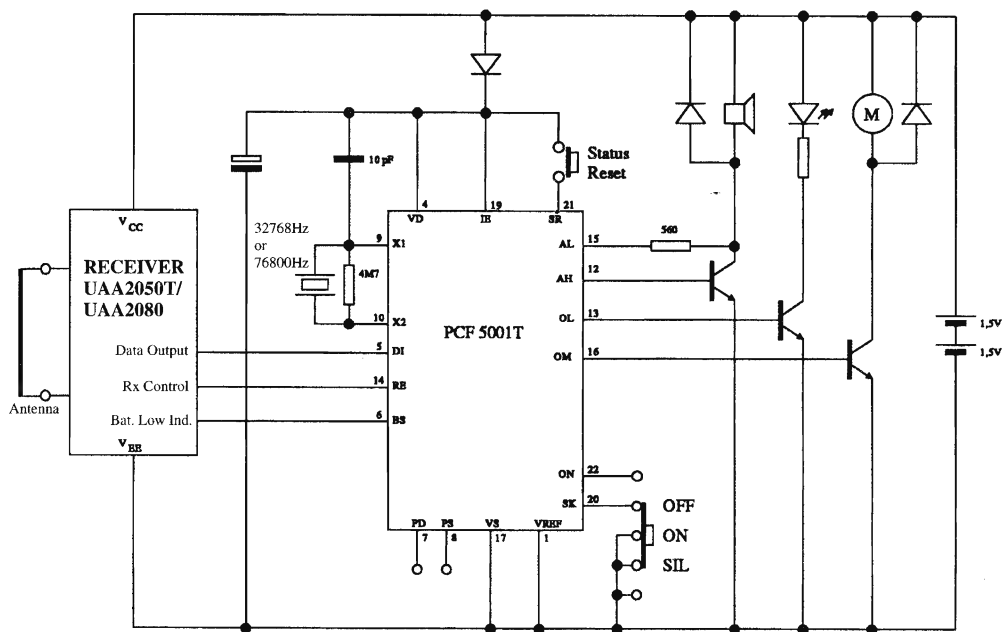 V CC
RECEIVER
UAA2050T/
UAA2080
Data Output
Rx Control
Bat. Low Ind.
V EE
Antenna
10 pF
32768Hz
or
76800Hz
4M7
Status
Reset
4
19
21
VD
IE
SR
9
X1
10
X2
5
DI
14
RE
6
BS
PCF 5001T
AL
15
560
AH
12
OL
13
OM
16
ON
22
SK
20
PD
PS
VS
VREF
7
8
17
1
OFF
ON
SIL
M
1,5V
1,5V